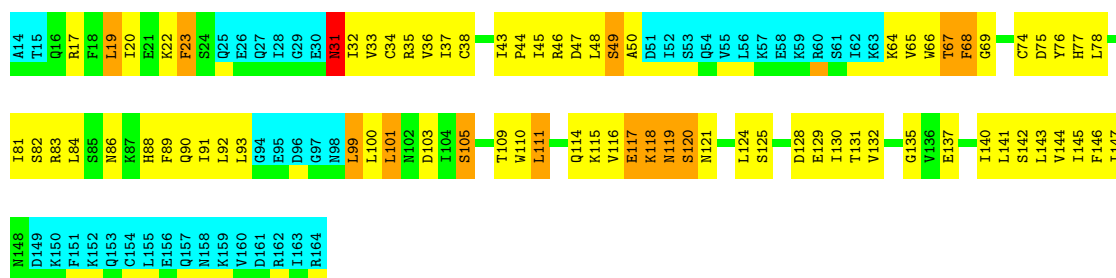 A14 T15 Q16 R17 F18 L19 I20 E21 K22 F23 S24 Q25 E26 Q27 I28 G29 E30 N31 I32 V33 C34 R35 V36 I37 C38 I43 P44 I45 R46 D47 L48 S49 A50 D51 I52 S53 Q54 V55 L56 K57 E58 K59 R60 S61 I62 K63 K64 V65 W66 T67 F68 G69 C74 D75 Y76 H77 L78
I81 S82 R83 L84 S85 N86 K87 H88 F89 Q90 I91 L92 L93 G94 E95 D96 G97 N98 L99 L100 L101 N102 D103 I104 S105 T109 W110 L111 Q114 K115 V116 E117 K118 N119 S120 N121 L124 S125 D128 E129 I130 T131 V132 G135 V136 E137 I140 L141 S142 L143 V144 I145 F146 I147
N148 D149 K150 F151 K152 Q153 C154 L155 E156 Q157 N158 K159 V160 D161 R162 I163 R164